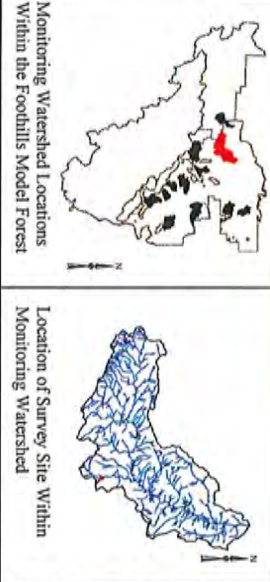 Monitoring Watershed Locations
Within the Foothills Model Forest
N
Location of Survey Site Within
Monitoring Watershed
N